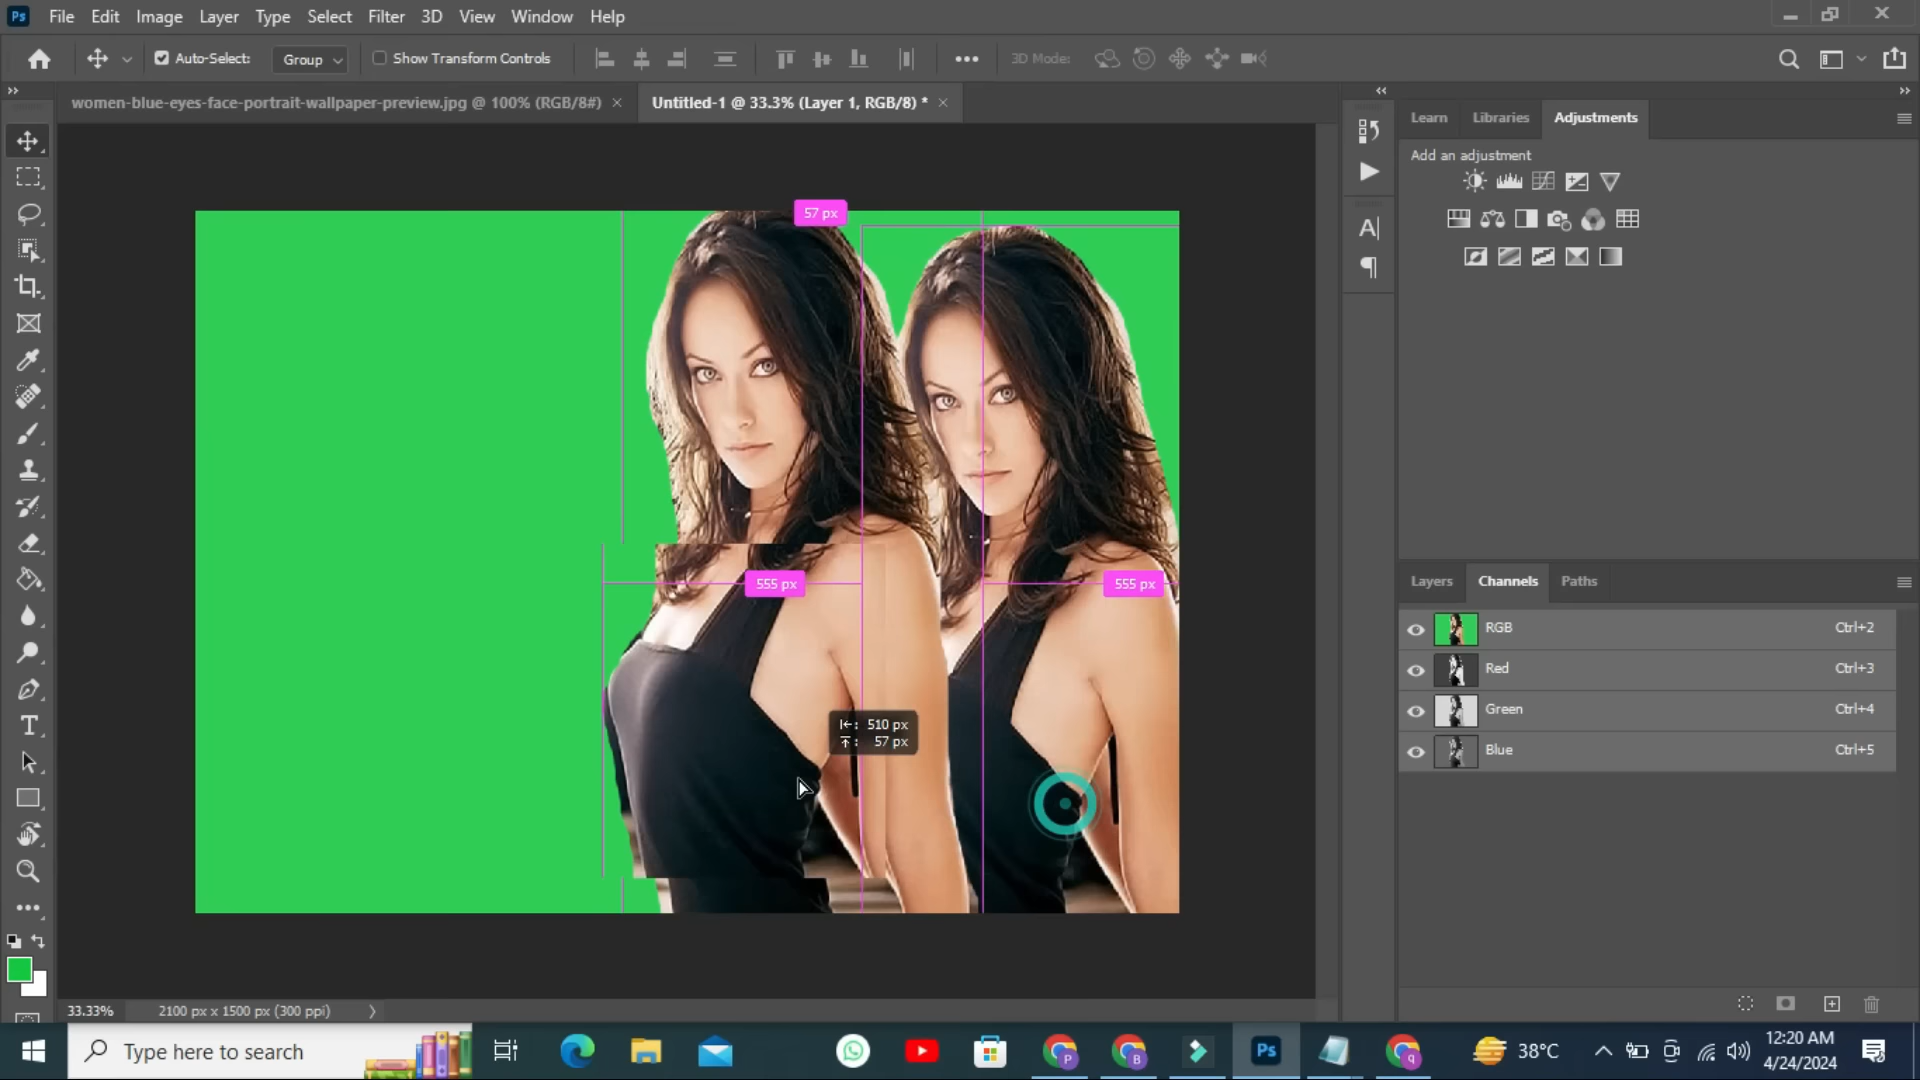 Ps File Edit Image Layer Type Select Filter 3D View Window Help
Auto-Select: Group Show Transform Controls 3D Mode:
women-blue-eyes-face-portrait-wallpaper-preview.jpg @ 100% (RGB/8#) × Untitled-1 @ 33.3% (Layer 1, RGB/8) * ×
Learn Libraries Adjustments
Add an adjustment
57 px
555 px
555 px
510 px
57 px
Layers Channels Paths
RGB Ctrl+2
Red Ctrl+3
Green Ctrl+4
Blue Ctrl+5
33.33% 2100 px x 1500 px (300 ppi)
Type here to search
P
B
Ps
q
38°C
12:20 AM
4/24/2024